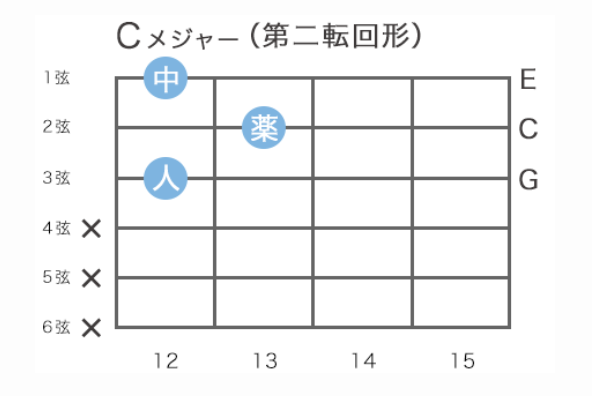 Cメジャー(第二転回形)
1弦 中 E
2弦 薬 C
3弦 人 G
4弦 ×
5弦 ×
6弦 ×
12 13 14 15